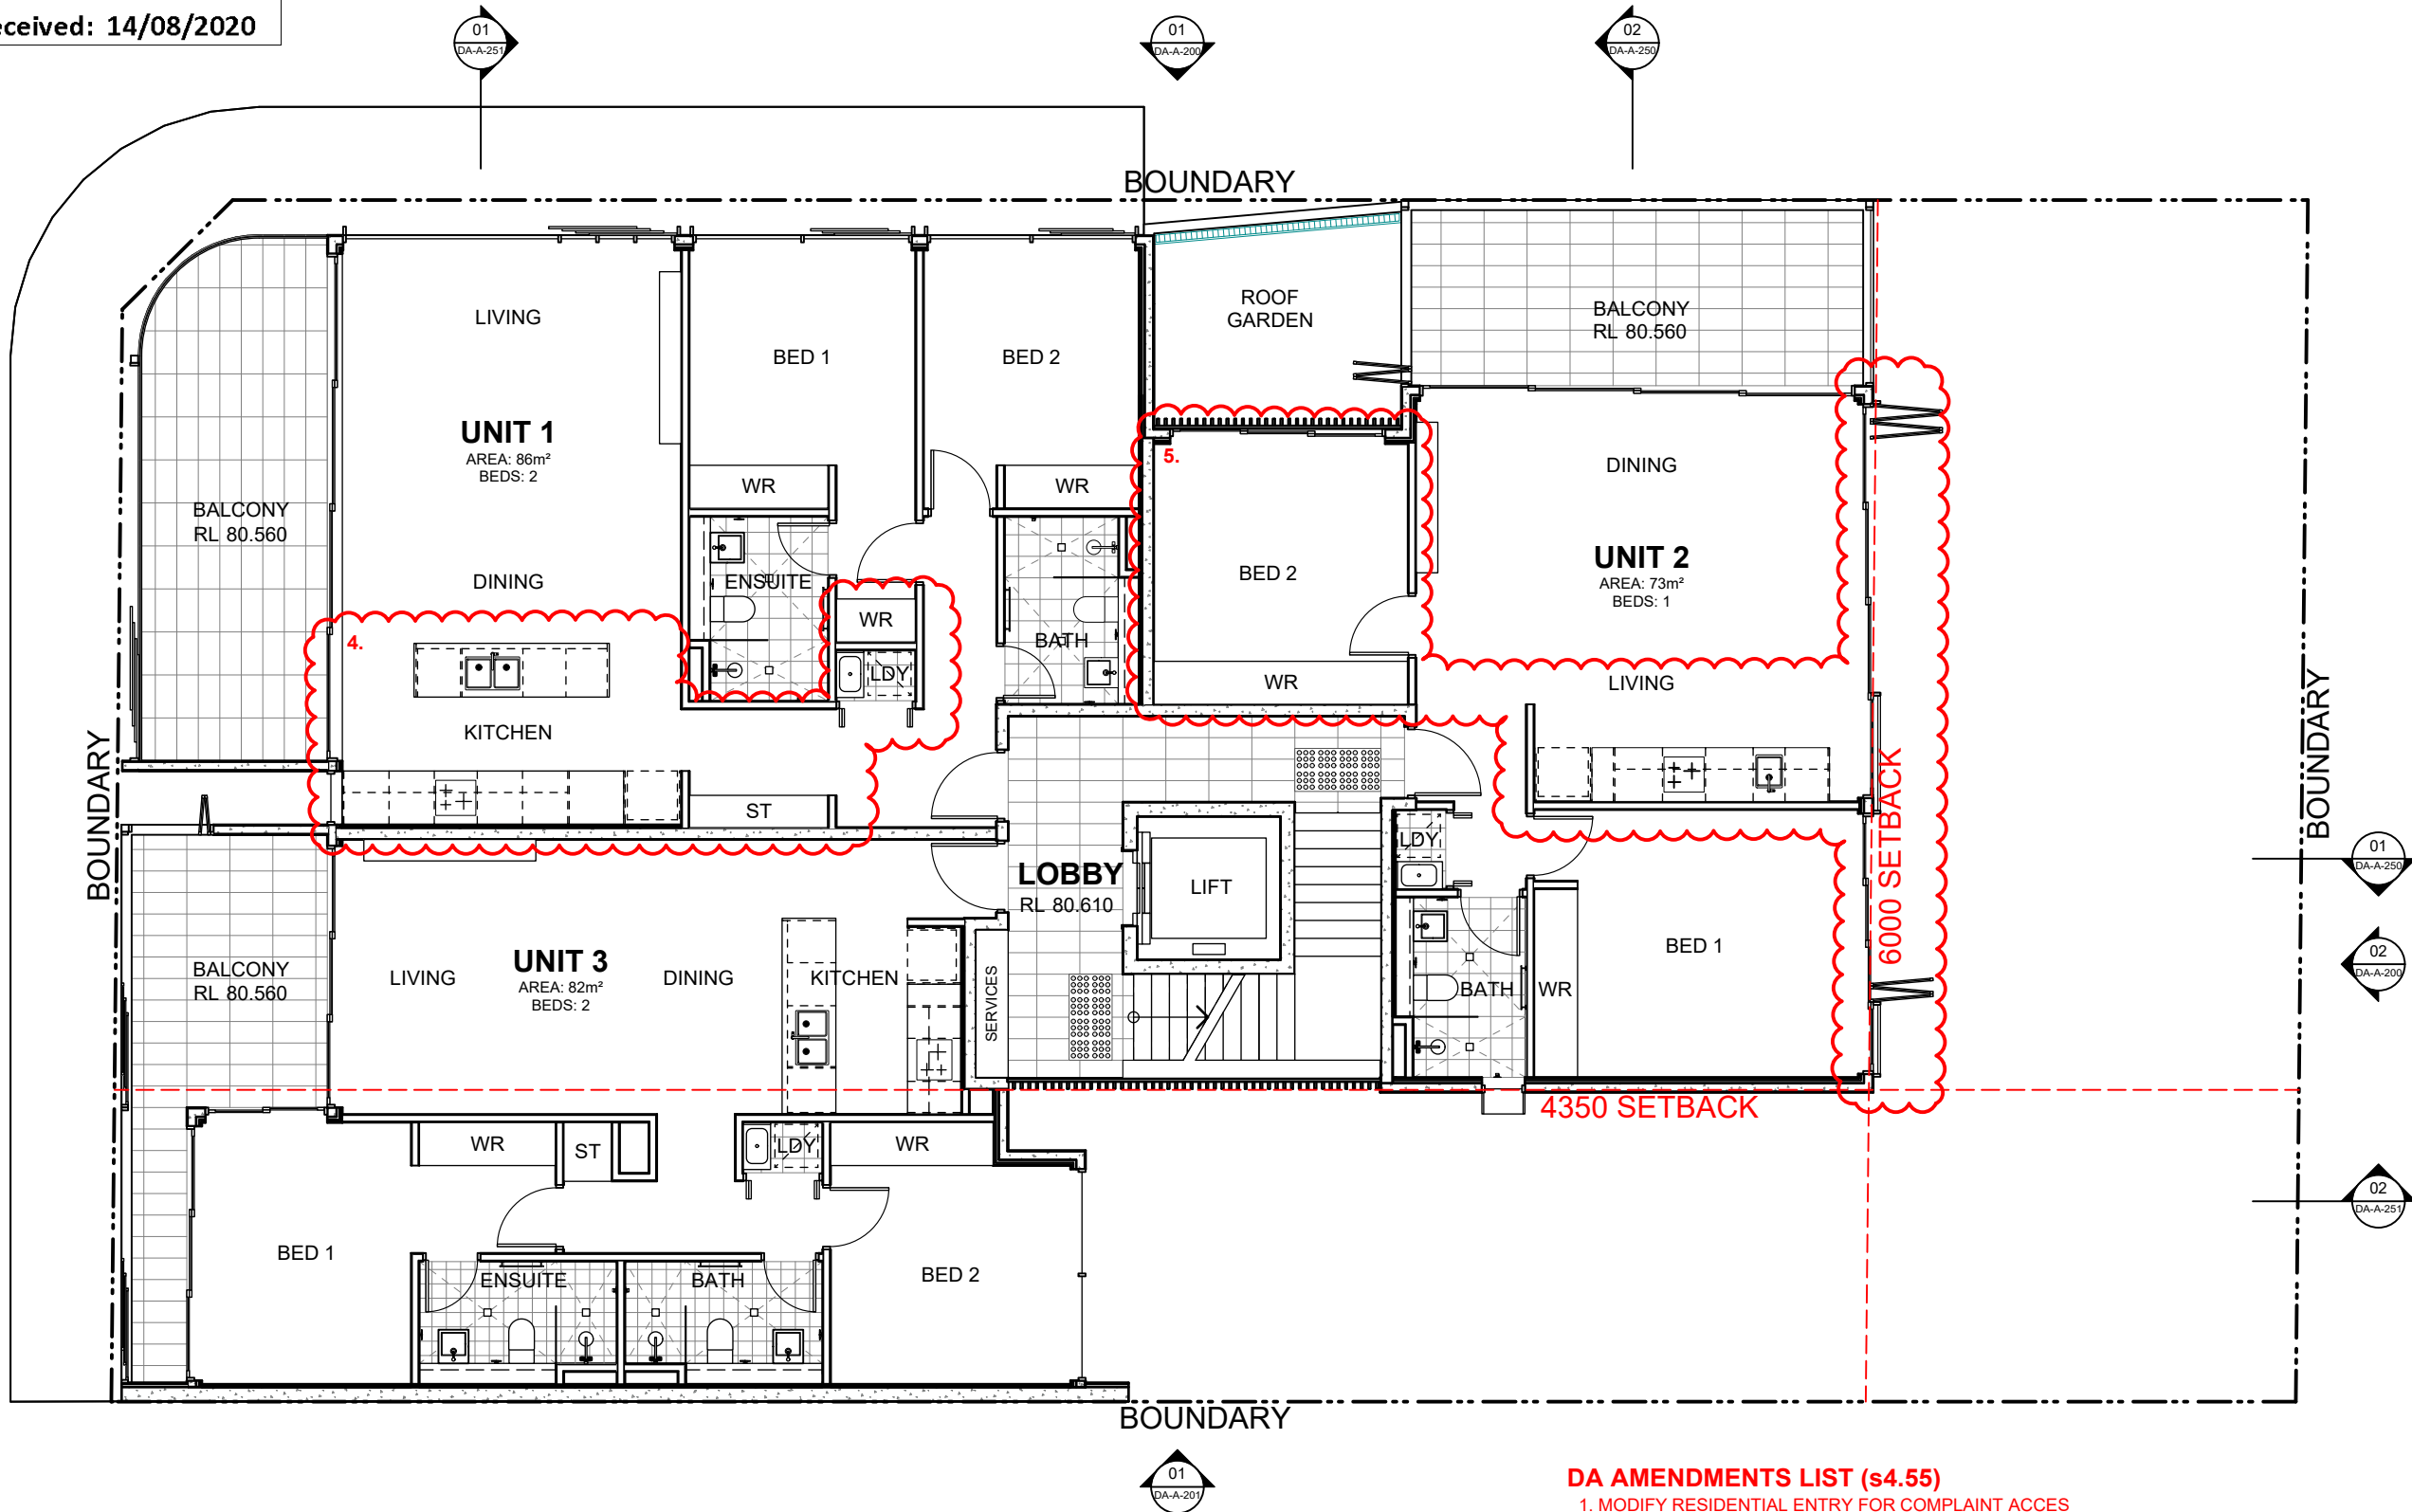 eceived: 14/08/2020
01
DA-A-251
01
DA-A-200
02
DA-A-250
BOUNDARY
LIVING
BED 1
BED 2
ROOF
GARDEN
BALCONY
RL 80.560
UNIT 1
AREA: 86m²
BEDS: 2
WR
WR
5.
DINING
BALCONY
RL 80.560
DINING
ENSUITE
BED 2
UNIT 2
AREA: 73m²
BEDS: 1
4.
WR
BATH
LDY
WR
LIVING
KITCHEN
BOUNDARY
BOUNDARY
ST
6000 SETBACK
LDY
01
DA-A-250
LOBBY
RL 80.610
LIFT
BALCONY
RL 80.560
LIVING
UNIT 3
AREA: 82m²
BEDS: 2
DINING
KITCHEN
SERVICES
BATH
WR
BED 1
02
DA-A-200
4350 SETBACK
WR
ST
LDY
WR
02
DA-A-251
BED 1
ENSUITE
BATH
BED 2
BOUNDARY
01
DA-A-201
DA AMENDMENTS LIST (s4.55)
1. MODIFY RESIDENTIAL ENTRY FOR COMPLAINT ACCES